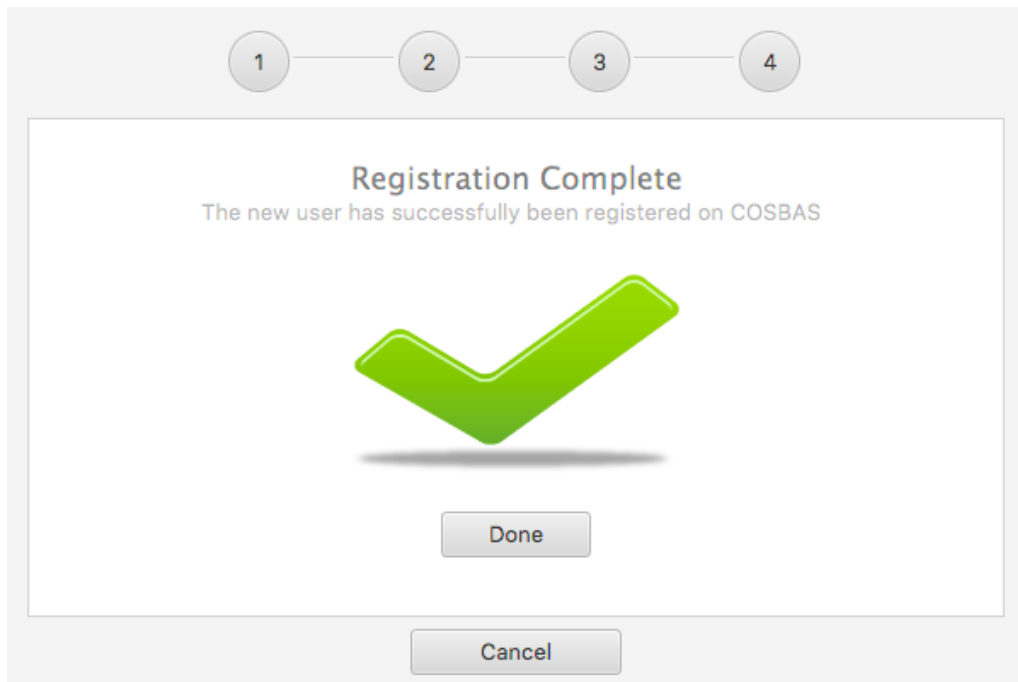 1 2 3 4
Registration Complete
The new user has successfully been registered on COSBAS
Done
Cancel